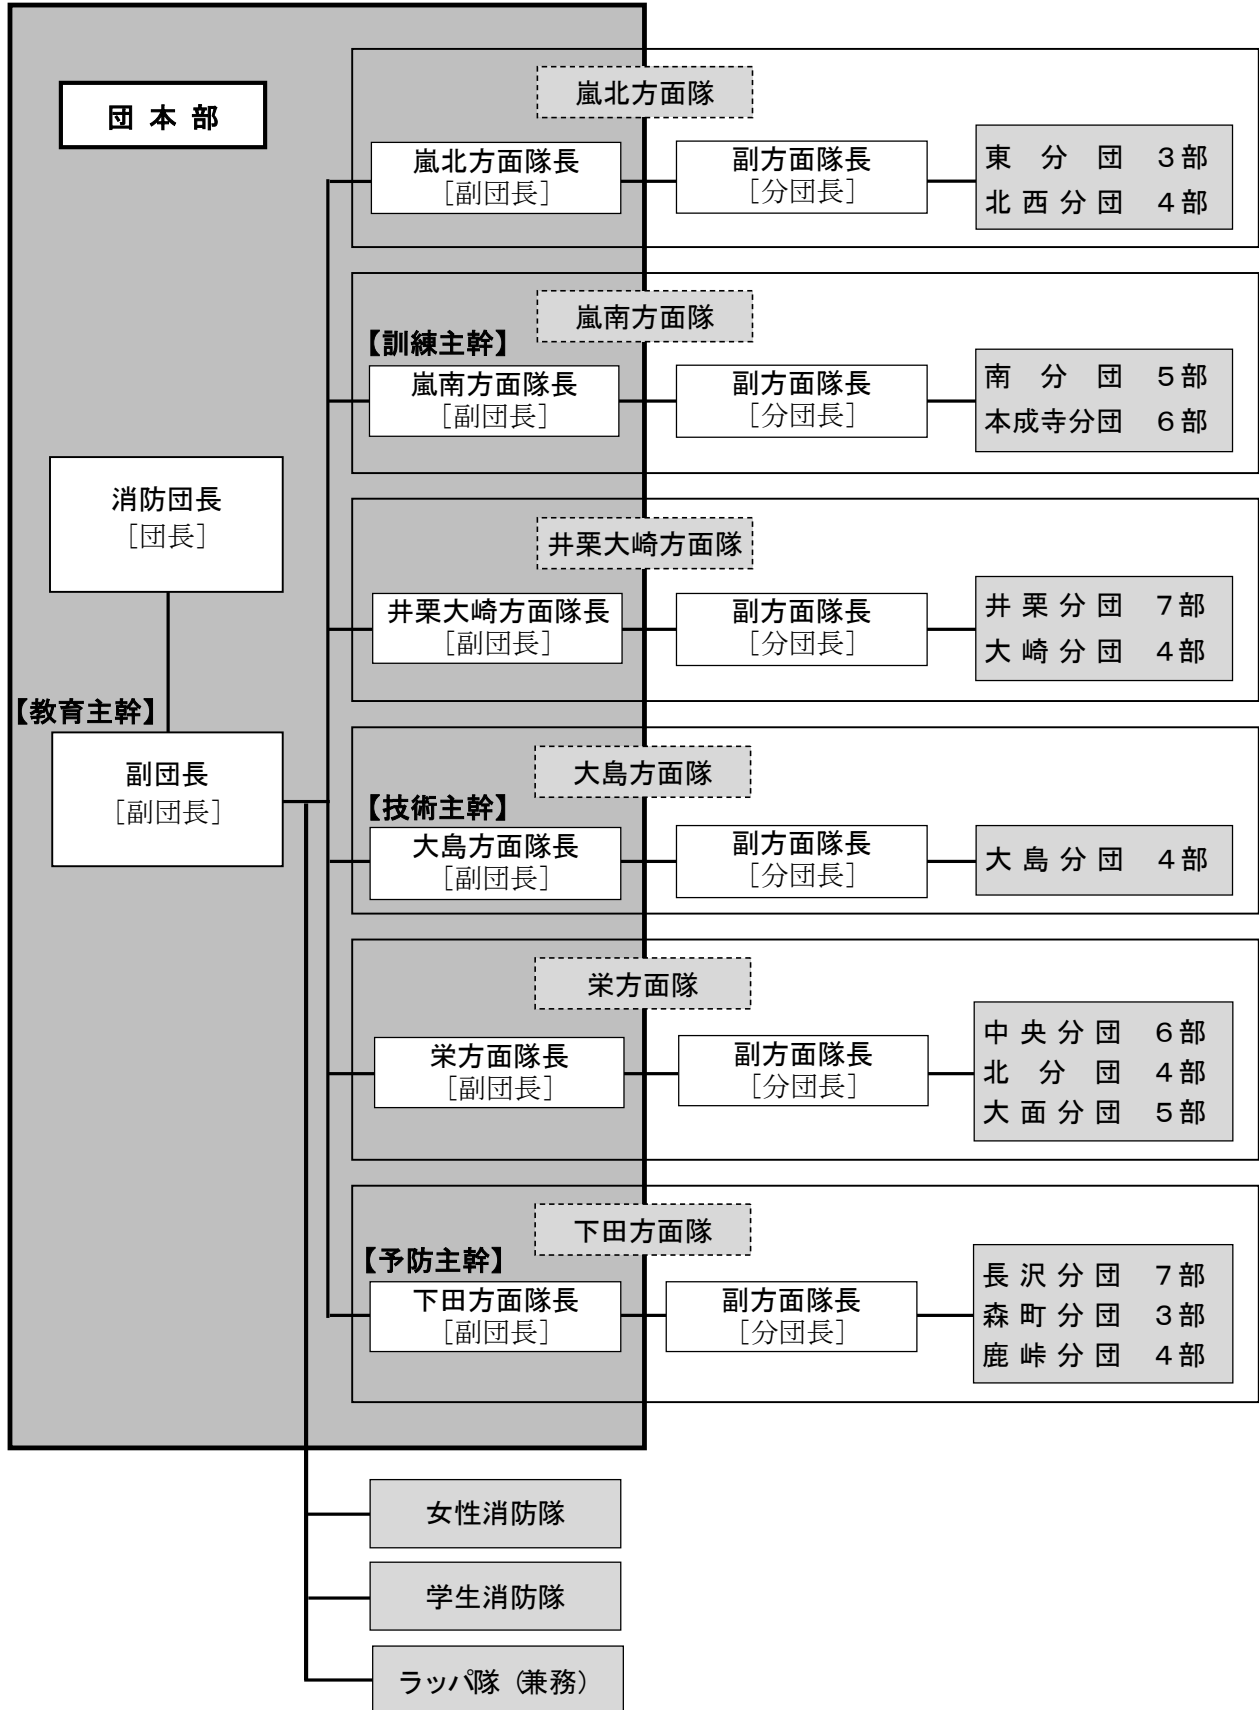 団 本 部
消防団長
［団長］
【教育主幹】
副団長
［副団長］
嵐北方面隊
嵐北方面隊長
［副団長］
副方面隊長
［分団長］
東 分 団 3部
北西分団 4部
嵐南方面隊
【訓練主幹】
嵐南方面隊長
［副団長］
副方面隊長
［分団長］
南 分 団 5部
本成寺分団 6部
井栗大崎方面隊
井栗大崎方面隊長
［副団長］
副方面隊長
［分団長］
井栗分団 7部
大崎分団 4部
大島方面隊
【技術主幹】
大島方面隊長
［副団長］
副方面隊長
［分団長］
大島分団 4部
栄方面隊
栄方面隊長
［副団長］
副方面隊長
［分団長］
中央分団 6部
北 分 団 4部
大面分団 5部
下田方面隊
【予防主幹】
下田方面隊長
［副団長］
副方面隊長
［分団長］
長沢分団 7部
森町分団 3部
鹿峠分団 4部
女性消防隊
学生消防隊
ラッパ隊（兼務）